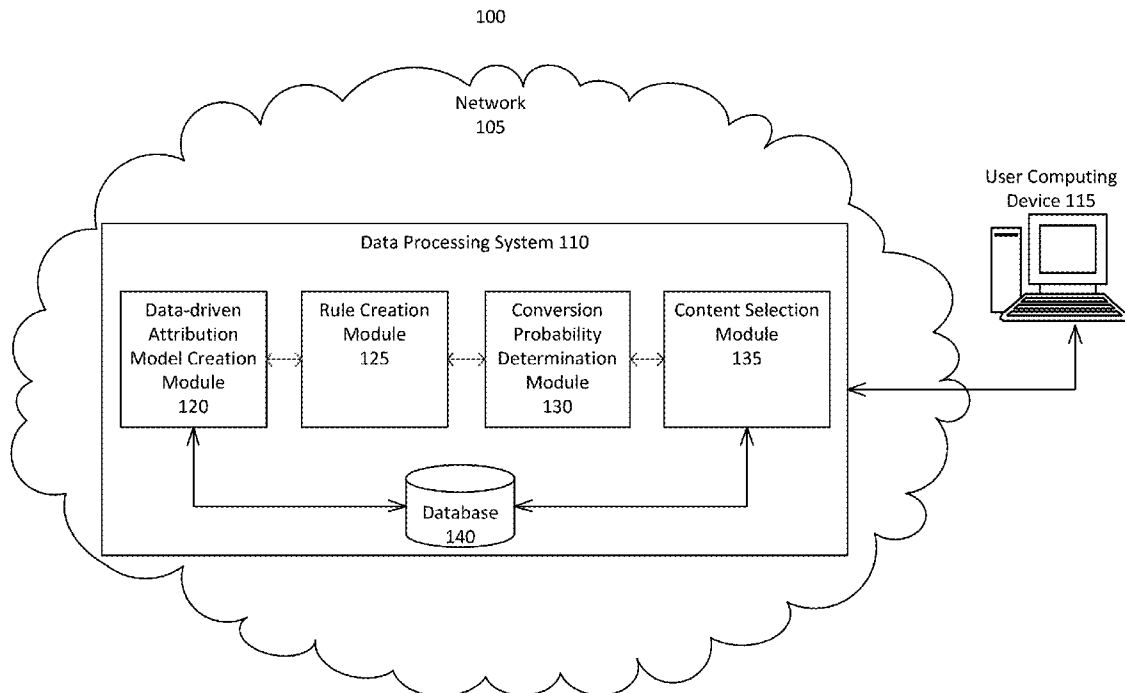 100
Network
105
User Computing
Device 115
Data Processing System 110
Data-driven
Attribution
Model Creation
Module
120
Rule Creation
Module
125
Conversion
Probability
Determination
Module
130
Content Selection
Module
135
Database
140